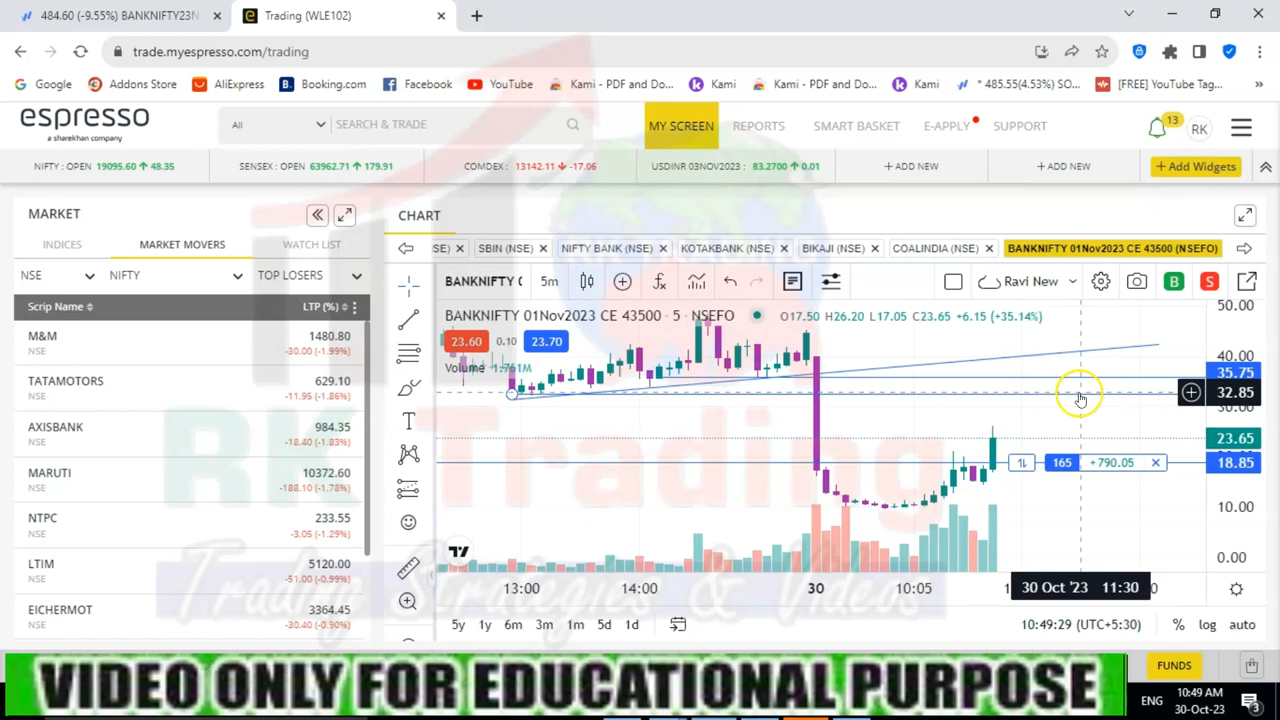 484.60 (-9.55%) BANKNIFTY23N
Trading (WLE102)
trade.myespresso.com/trading
Google
Addons Store
AliExpress
Booking.com
Facebook
YouTube
Kami - PDF and Do...
Kami
Kami - PDF and Do...
Kami
* 485.55(4.53%) SO...
[FREE] YouTube Tag...
espresso
a sharekhan company
All
SEARCH & TRADE
MY SCREEN
REPORTS
SMART BASKET
E-APPLY
SUPPORT
13
RK
NIFTY : OPEN 19095.60 48.35
SENSEX : OPEN 63962.71 179.91
COMDEX : 13142.11 -17.06
USDINR 03NOV2023 : 83.2700 0.01
+ ADD NEW
+ ADD NEW
+ Add Widgets
MARKET
INDICES
MARKET MOVERS
WATCH LIST
NSE
NIFTY
TOP LOSERS
Scrip Name
LTP (%)
M&M 1480.80
NSE -30.00 (-1.99%)
TATAMOTORS 629.10
NSE -11.95 (-1.86%)
AXISBANK 984.35
NSE -18.40 (-1.83%)
MARUTI 10372.60
NSE -188.10 (-1.78%)
NTPC 233.55
NSE -3.05 (-1.29%)
LTIM 5120.00
NSE -51.00 (-0.99%)
EICHERMOT 3364.45
NSE -30.40 (-0.90%)
CHART
SE)
SBIN (NSE)
NIFTY BANK (NSE)
KOTAKBANK (NSE)
BIKAJI (NSE)
COALINDIA (NSE)
BANKNIFTY 01Nov2023 CE 43500 (NSEFO)
BANKNIFTY 0
5m
Ravi New
B
S
BANKNIFTY 01Nov2023 CE 43500 · 5 · NSEFO
O17.50 H26.20 L17.05 C23.65 +6.15 (+35.14%)
23.60
0.10
23.70
Volume 1.761M
50.00
40.00
35.75
32.85
30.00
23.65
18.85
10.00
0.00
165
+790.05
13:00
14:00
30
10:05
30 Oct '23 11:30
5y
1y
6m
3m
1m
5d
1d
10:49:29 (UTC+5:30)
%
log
auto
RK
Trading
Trading Strategies & Videos
VIDEO ONLY FOR EDUCATIONAL PURPOSE
FUNDS
ENG
10:49 AM
30-Oct-23
3